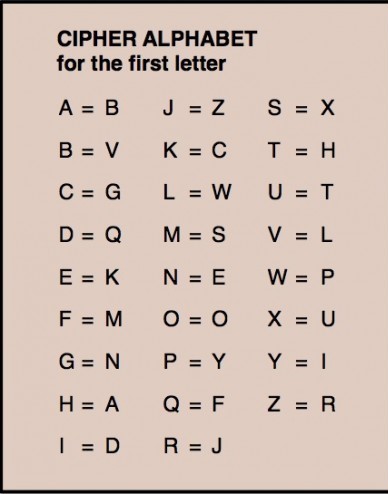 CIPHER ALPHABET
for the first letter
A = B J = Z S = X
B = V K = C T = H
C = G L = W U = T
D = Q M = S V = L
E = K N = E W = P
F = M O = O X = U
G = N P = Y Y = I
H = A Q = F Z = R
I = D R = J